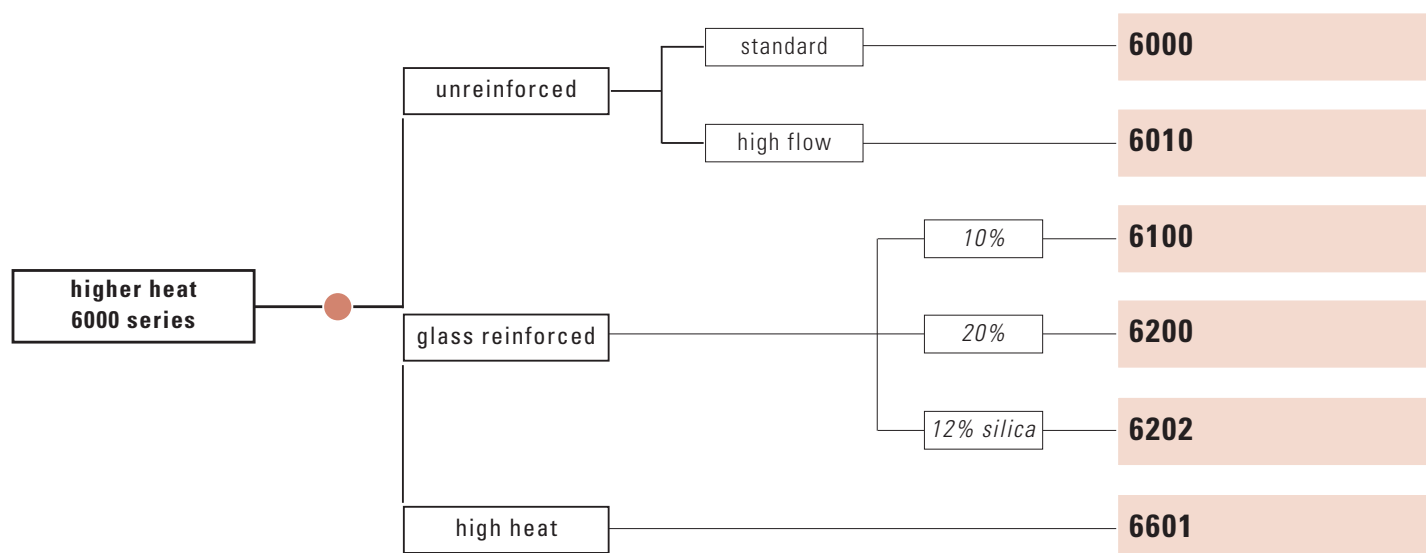 standard
6000
unreinforced
high flow
6010
10%
6100
higher heat
6000 series
glass reinforced
20%
6200
12% silica
6202
high heat
6601